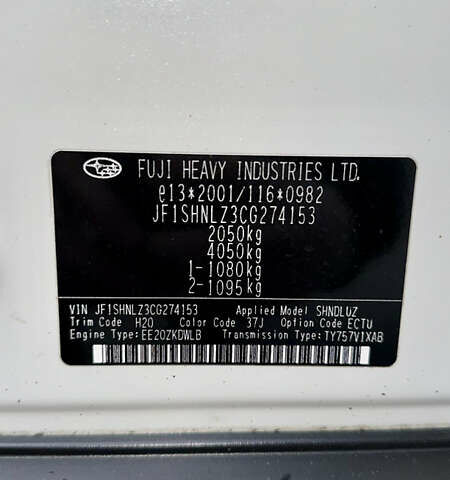 FUJI HEAVY INDUSTRIES LTD.
e13*2001/116*0982
JF1SHNLZ3CG274153
2050kg
4050kg
1-1080kg
2-1095kg
VIN JF1SHNLZ3CG274153 Applied Model SHNDLUZ
Trim Code H20 Color Code 37J Option Code ECTU
Engine Type:EE20ZKDWLB Transmission Type:TY757V1XAB